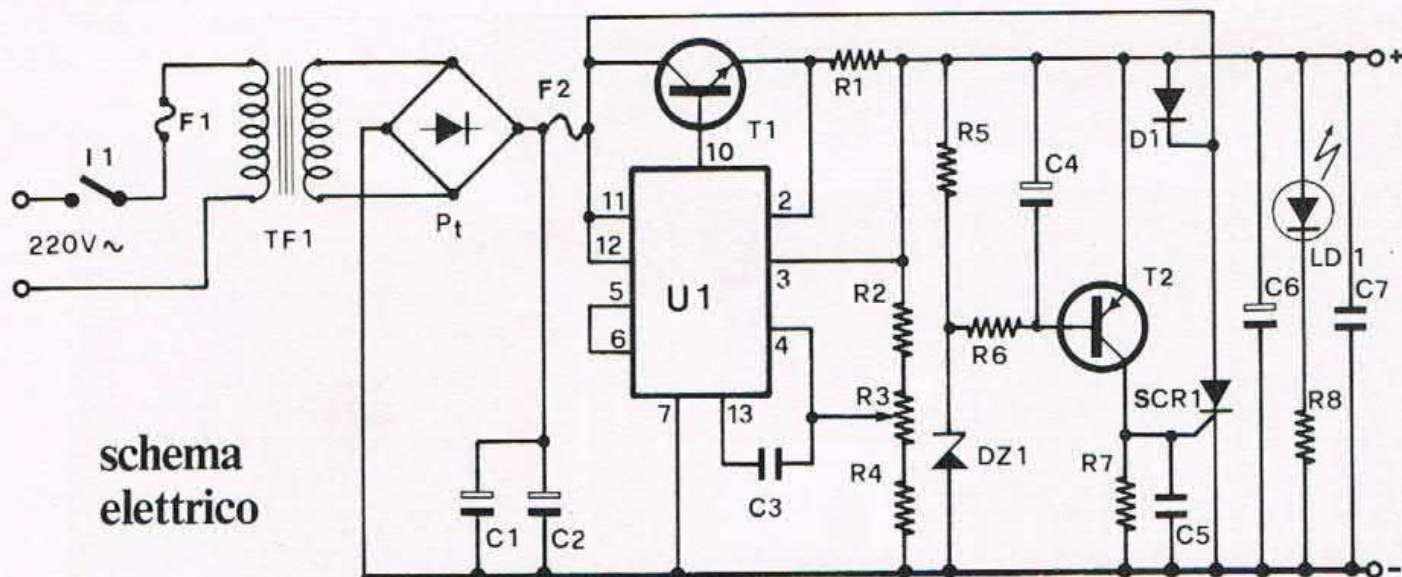 I1
F1
220V~
TF1
Pt
F2
T1
R1
10
11
12
5
6
7
13
2
3
4
U1
C1
C2
C3
R2
R3
R4
R5
R6
C4
DZ1
T2
R7
C5
D1
SCR1
C6
LD1
R8
C7
+
-
schema
elettrico